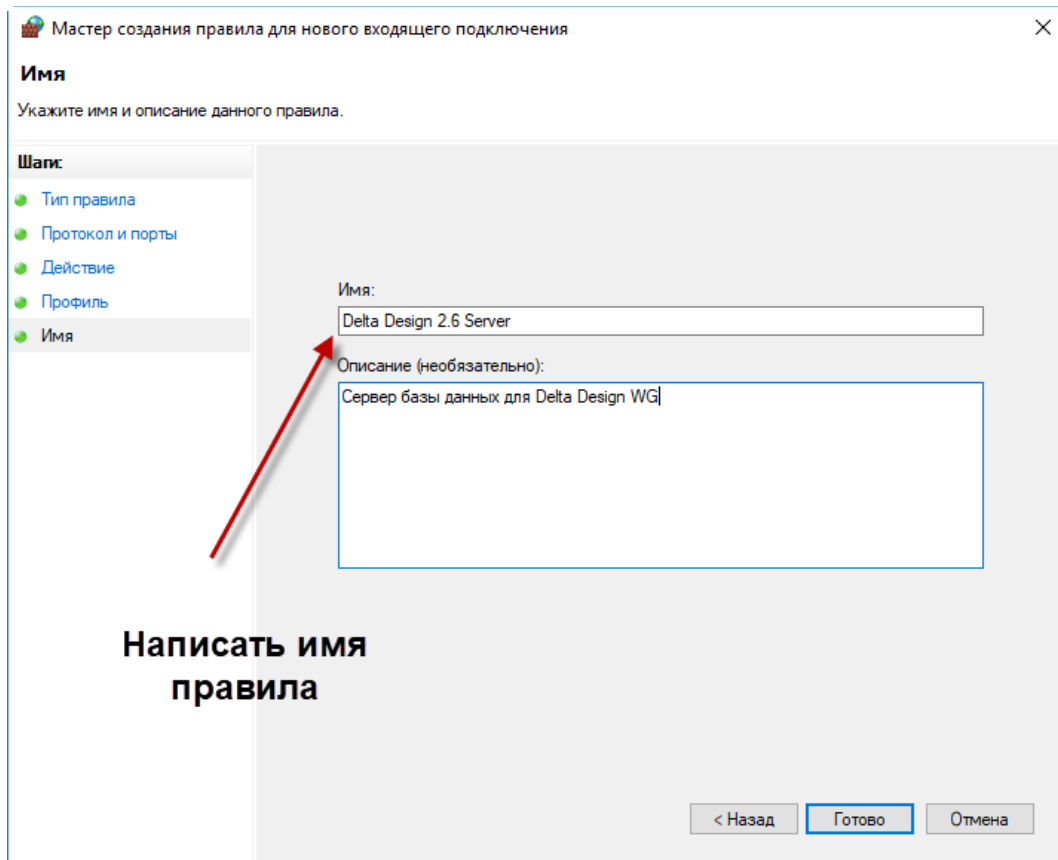 Мастер создания правила для нового входящего подключения
Имя
Укажите имя и описание данного правила.
Шаги:
Тип правила
Протокол и порты
Действие
Профиль
Имя
Имя:
Delta Design 2.6 Server
Описание (необязательно):
Сервер базы данных для Delta Design WG
Написать имя
правила
< Назад
Готово
Отмена